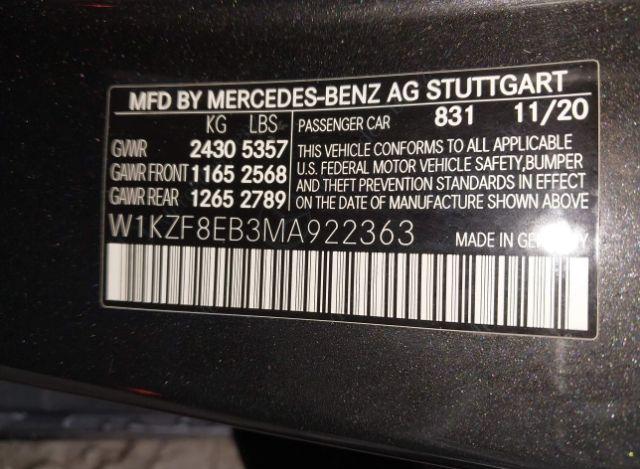 MFD BY MERCEDES-BENZ AG STUTTGART
KG LBS
GVWR 2430 5357
GAWR FRONT 1165 2568
GAWR REAR 1265 2789
PASSENGER CAR 831 11/20
THIS VEHICLE CONFORMS TO ALL APPLICABLE
U.S. FEDERAL MOTOR VEHICLE SAFETY,BUMPER
AND THEFT PREVENTION STANDARDS IN EFFECT
ON THE DATE OF MANUFACTURE SHOWN ABOVE
W1KZF8EB3MA922363
MADE IN GERMANY